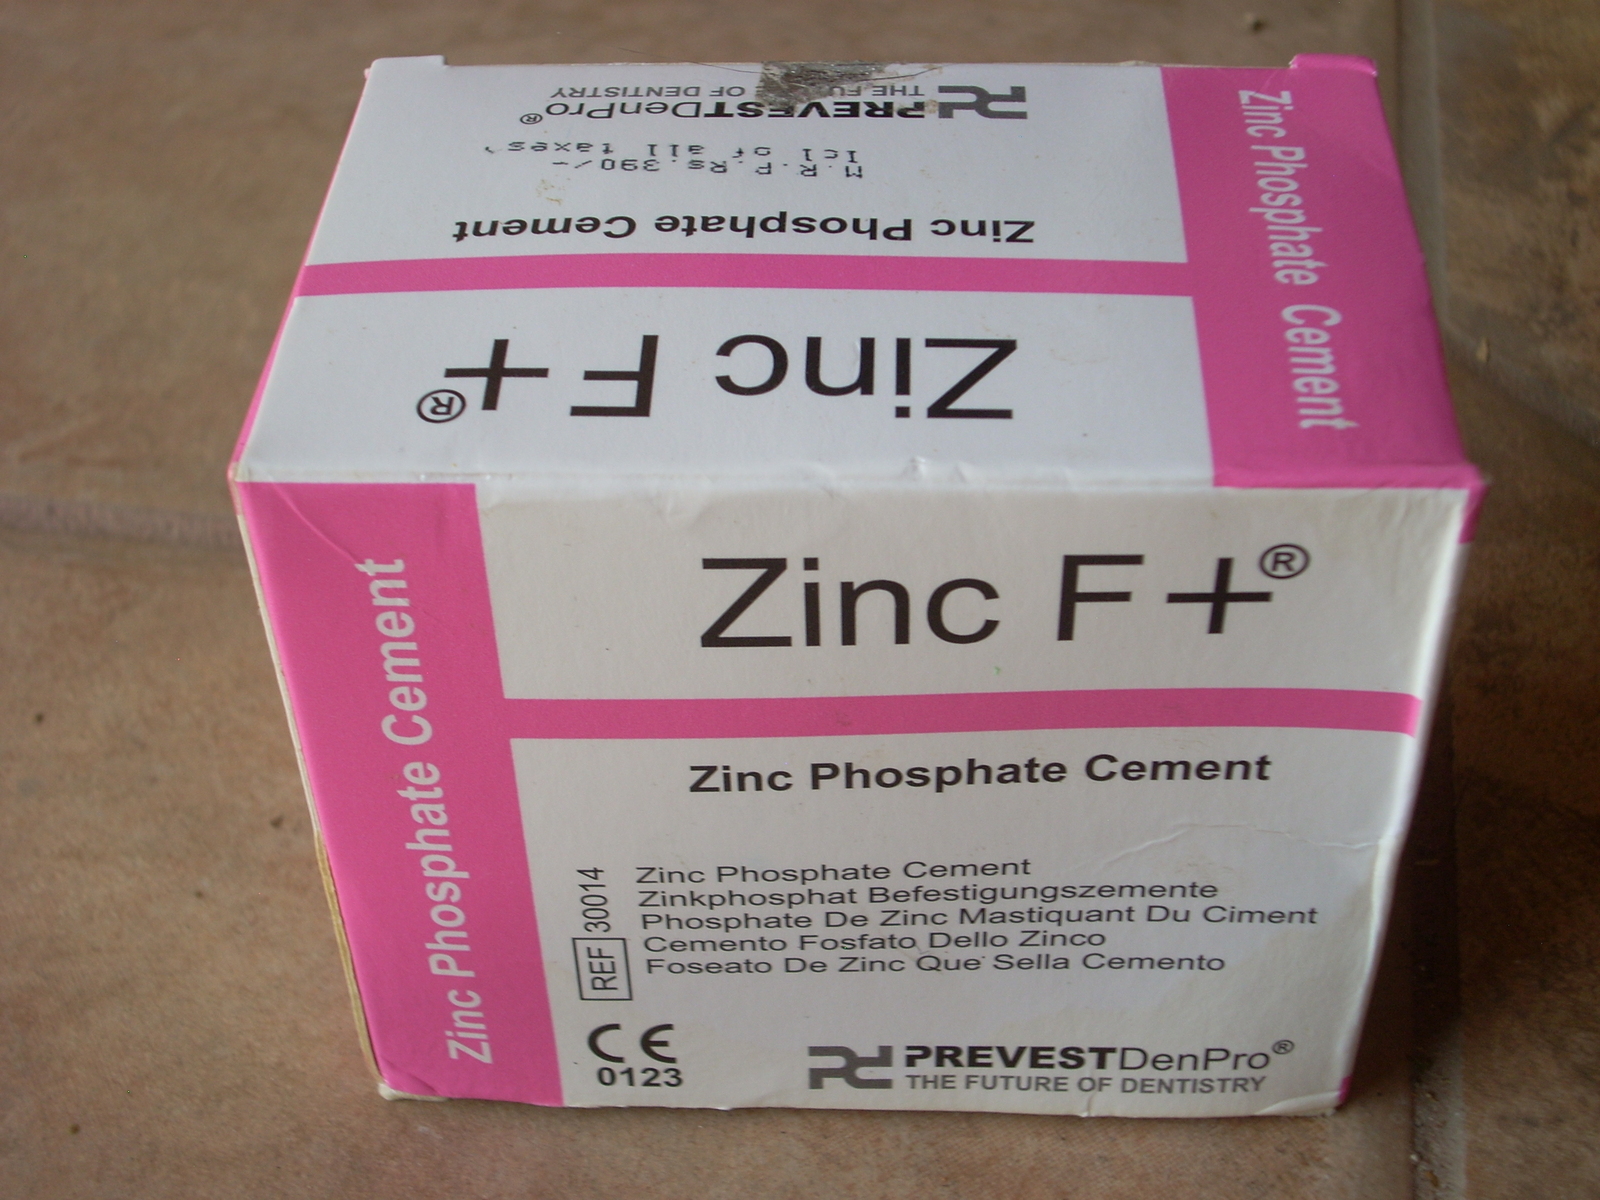 PREVESTDenPro®
THE FUTURE OF DENTISTRY
M.R.P.Rs.390/-
Icl of all taxes
Zinc Phosphate Cement
Zinc F+®
Zinc Phosphate Cement
Zinc Phosphate Cement
Zinc F+®
Zinc Phosphate Cement
REF 30014
Zinc Phosphate Cement
Zinkphosphat Befestigungszemente
Phosphate De Zinc Mastiquant Du Ciment
Cemento Fosfato Dello Zinco
Foseato De Zinc Que Sella Cemento
CE
0123
PREVESTDenPro®
THE FUTURE OF DENTISTRY